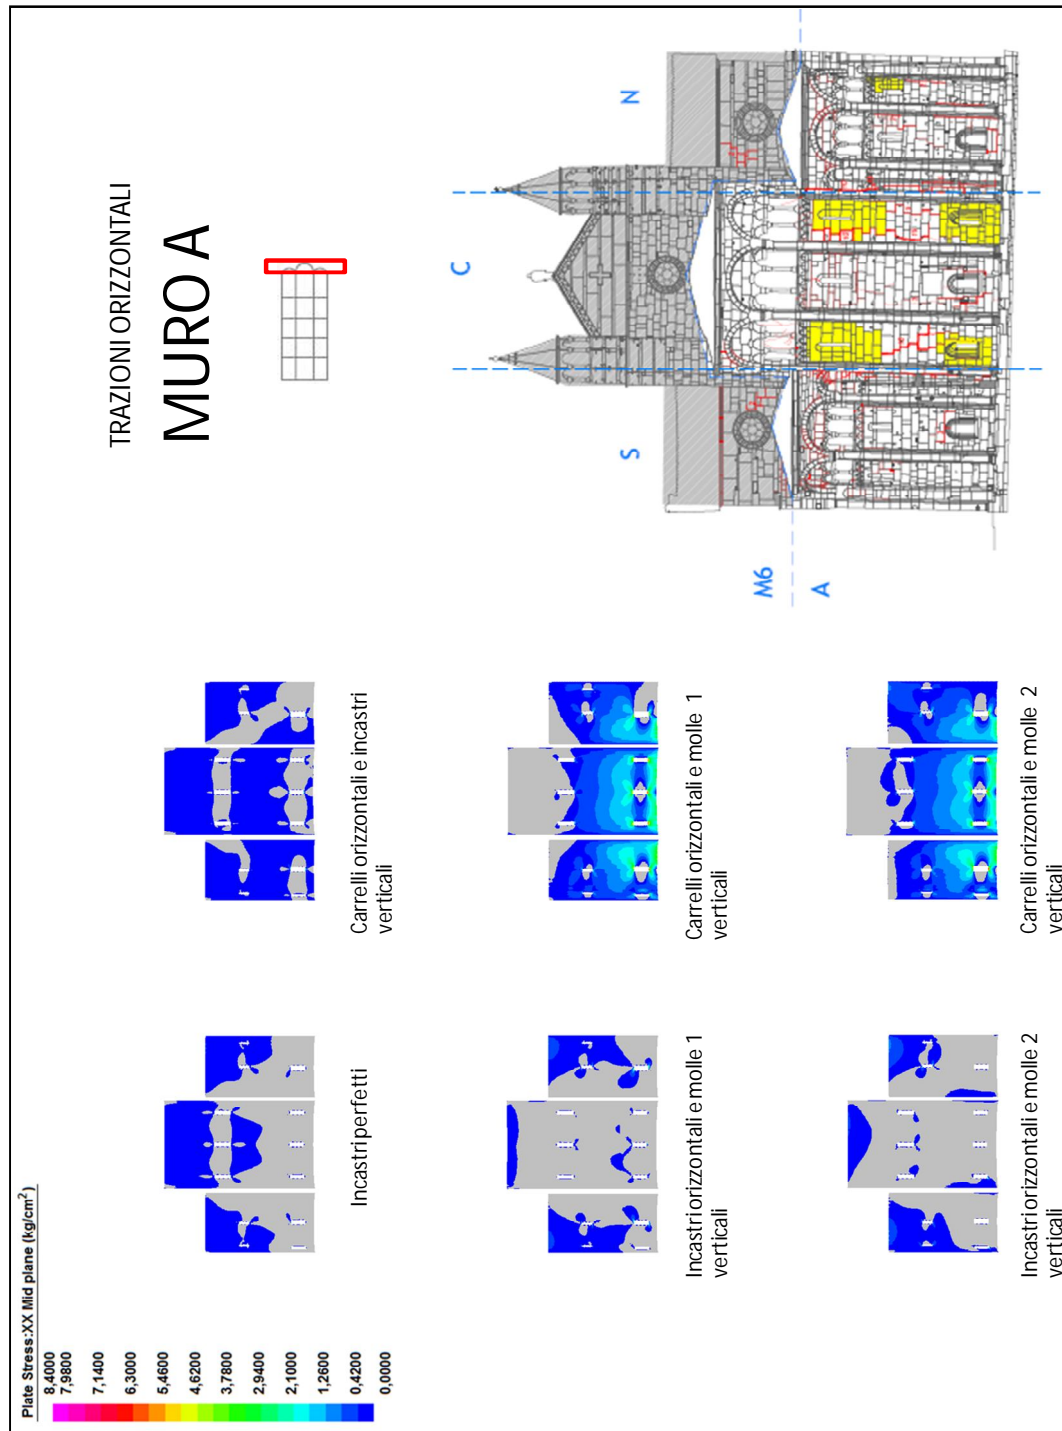 TRAZIONI ORIZZONTALI
MURO A
Plate Stress:XX Mid plane (kg/cm²)
8,4000
7,9800
7,1400
6,3000
5,4600
4,6200
3,7800
2,9400
2,1000
1,2600
0,4200
0,0000
Incastri perfetti
Carrelli orizzontali e incastri
verticali
Incastri orizzontali e molle 1
verticali
Carrelli orizzontali e molle 1
verticali
Incastri orizzontali e molle 2
verticali
Carrelli orizzontali e molle 2
verticali
S
C
N
M6
A